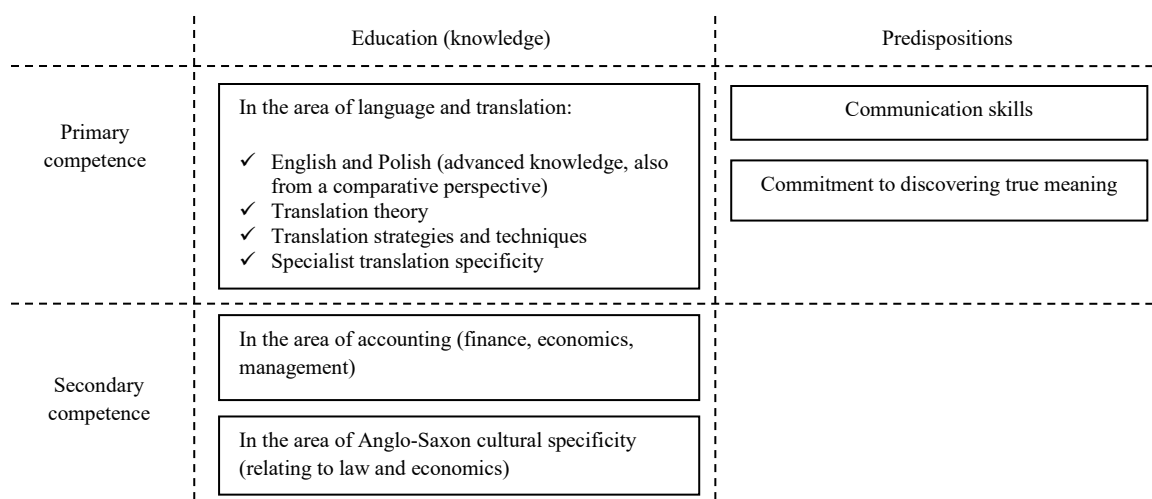 Education (knowledge)
Predispositions
Primary
competence
In the area of language and translation:
✓ English and Polish (advanced knowledge, also
from a comparative perspective)
✓ Translation theory
✓ Translation strategies and techniques
✓ Specialist translation specificity
Communication skills
Commitment to discovering true meaning
Secondary
competence
In the area of accounting (finance, economics,
management)
In the area of Anglo-Saxon cultural specificity
(relating to law and economics)